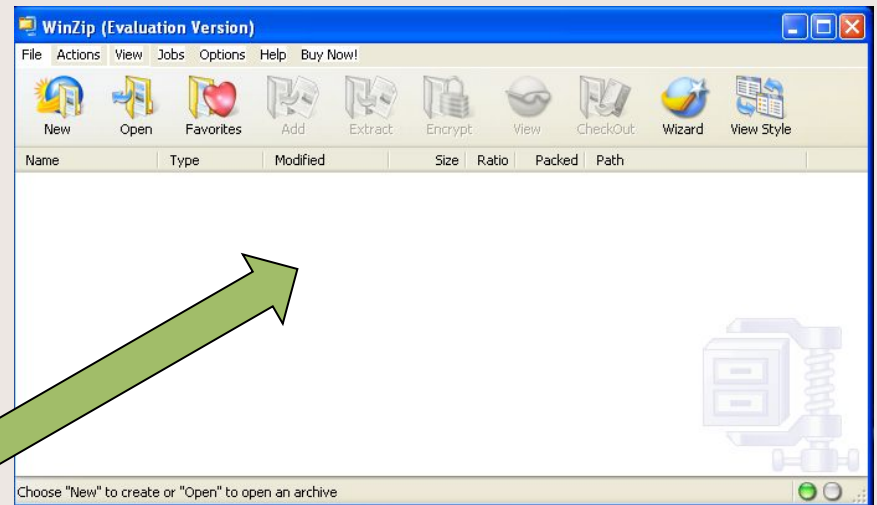 WinZip (Evaluation Version)
File Actions View Jobs Options Help Buy Now!
New Open Favorites Add Extract Encrypt View CheckOut Wizard View Style
Name Type Modified Size Ratio Packed Path
Choose "New" to create or "Open" to open an archive